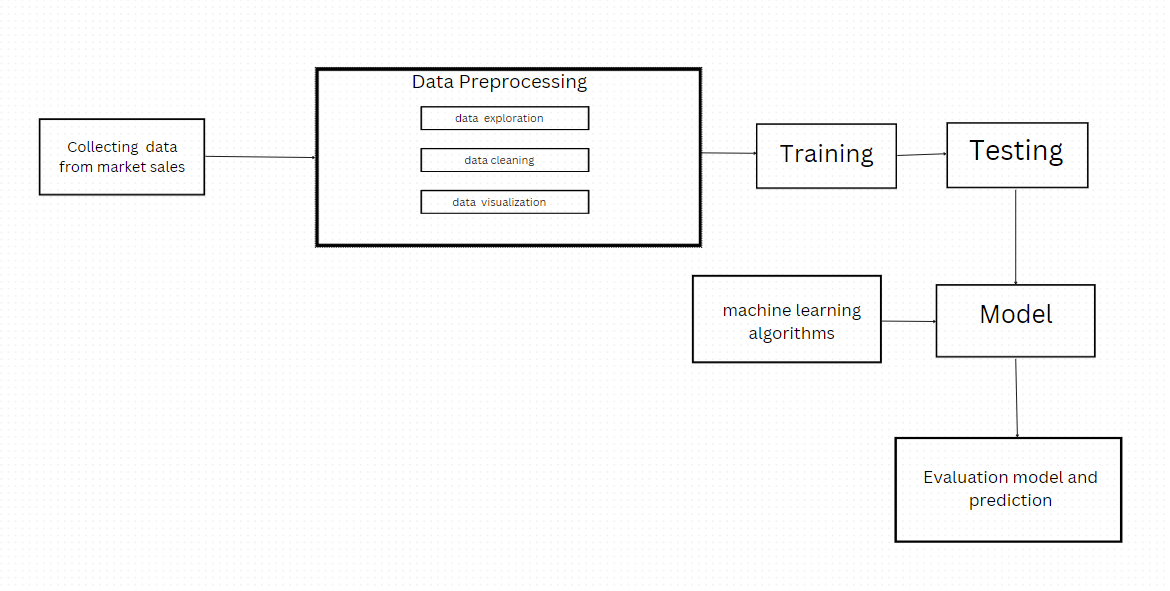 Collecting data
from market sales
Data Preprocessing
data exploration
data cleaning
data visualization
Training
Testing
machine learning
algorithms
Model
Evaluation model and
prediction